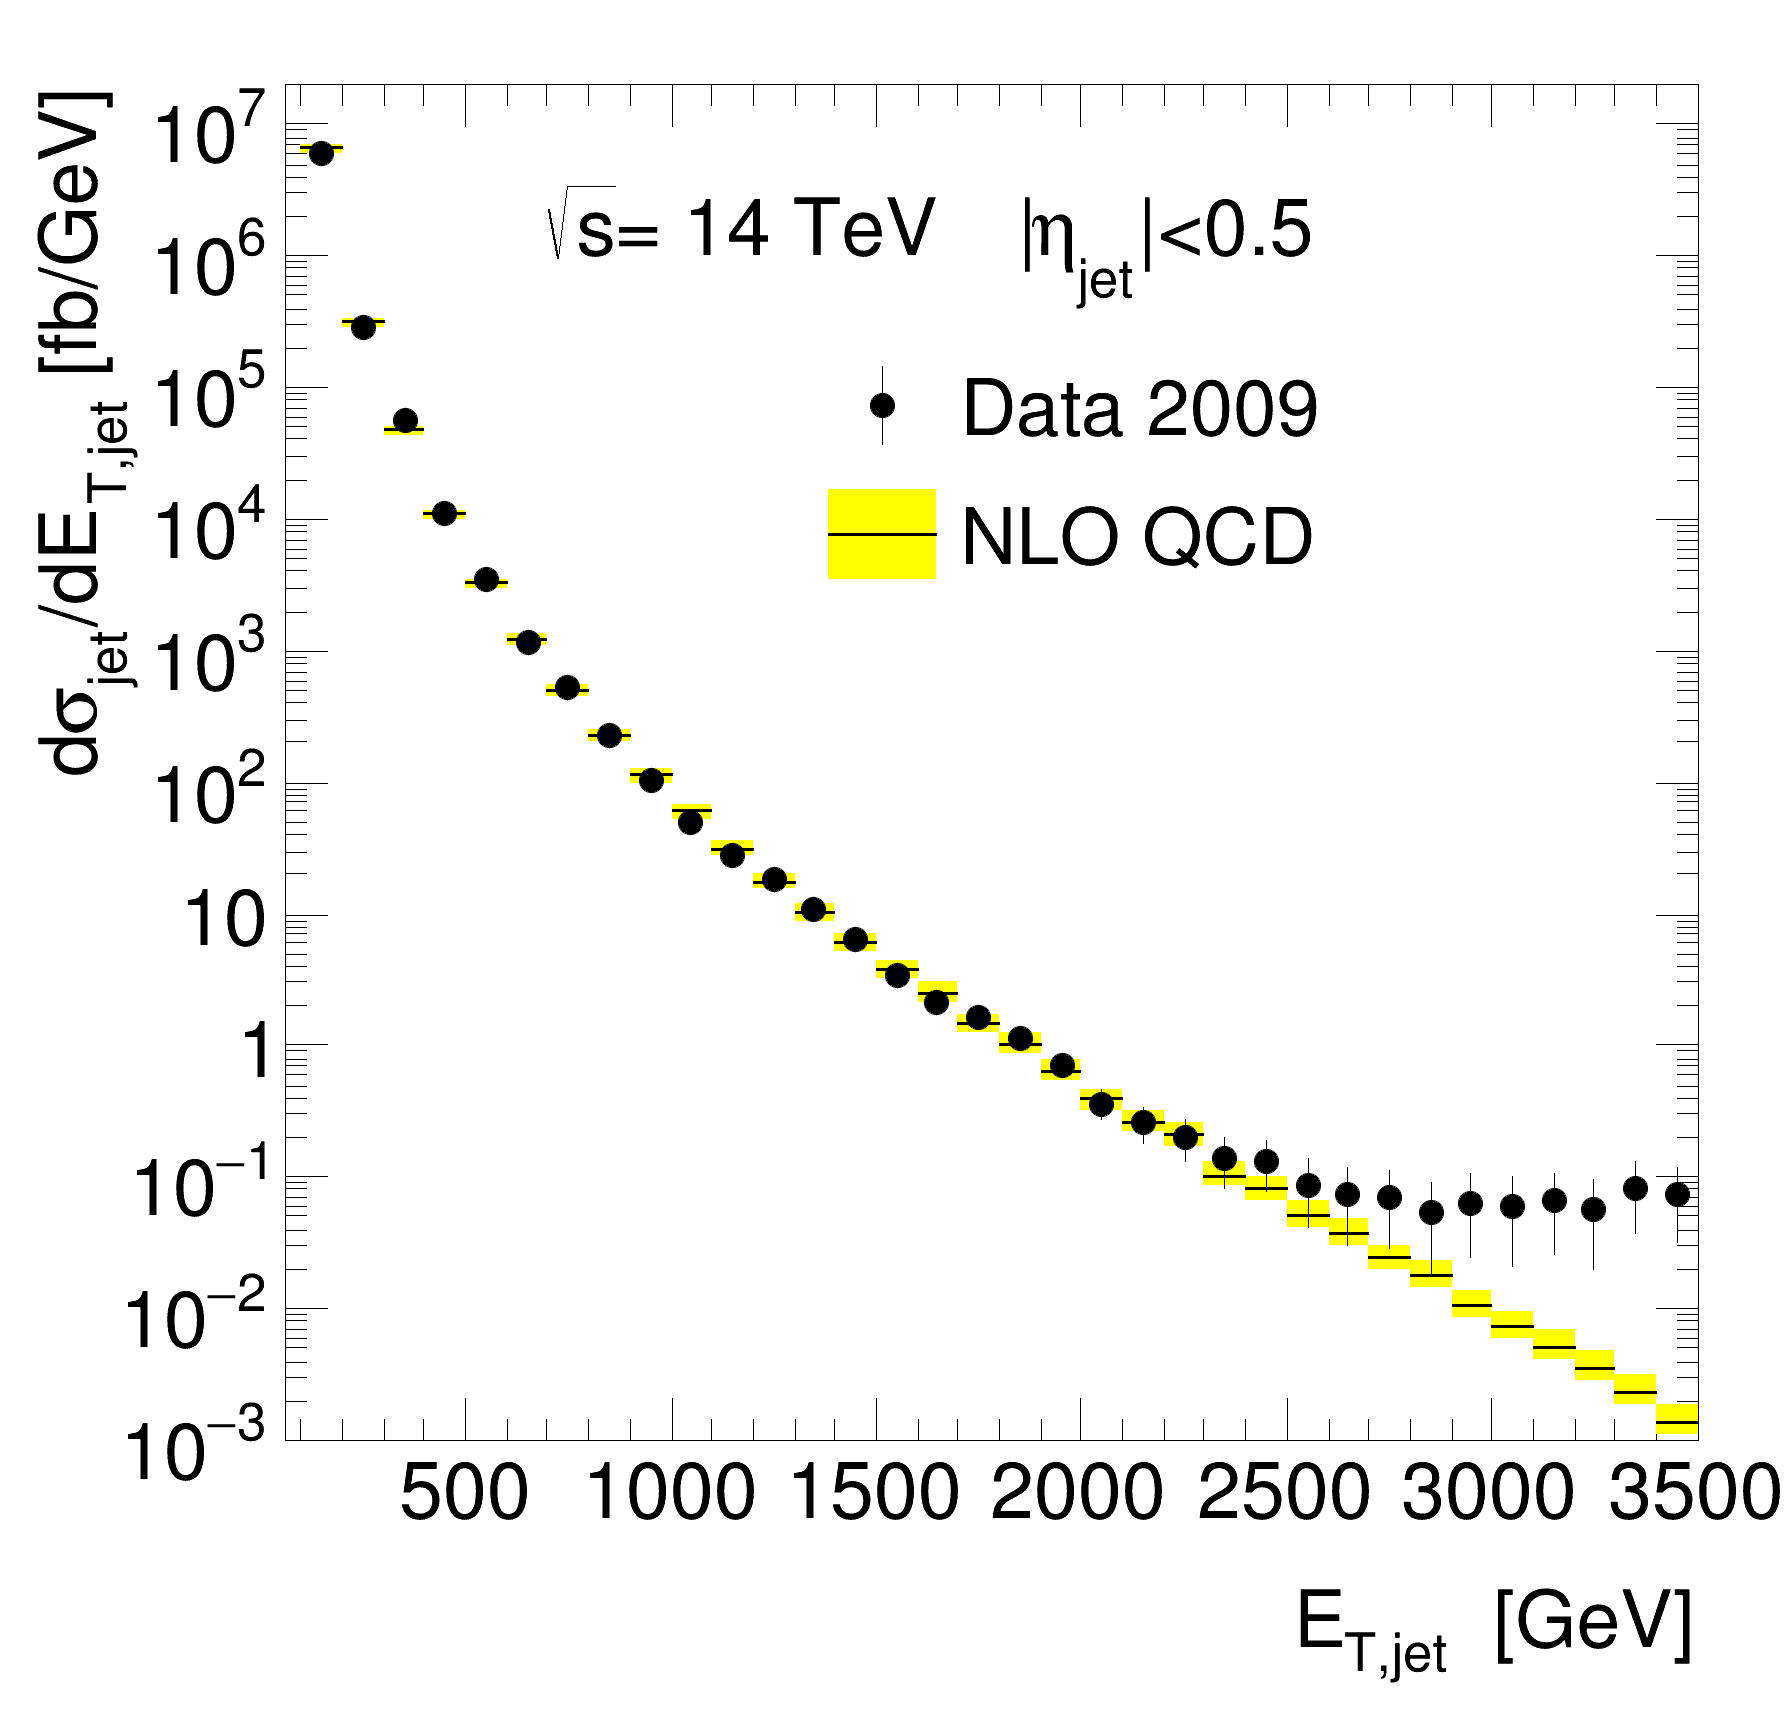 dσ_jet/dE_T,jet [fb/GeV]
10^7
10^6
10^5
10^4
10^3
10^2
10
1
10^−1
10^−2
10^−3
√s= 14 TeV |η_jet|<0.5
Data 2009
NLO QCD
500 1000 1500 2000 2500 3000 3500
E_T,jet [GeV]